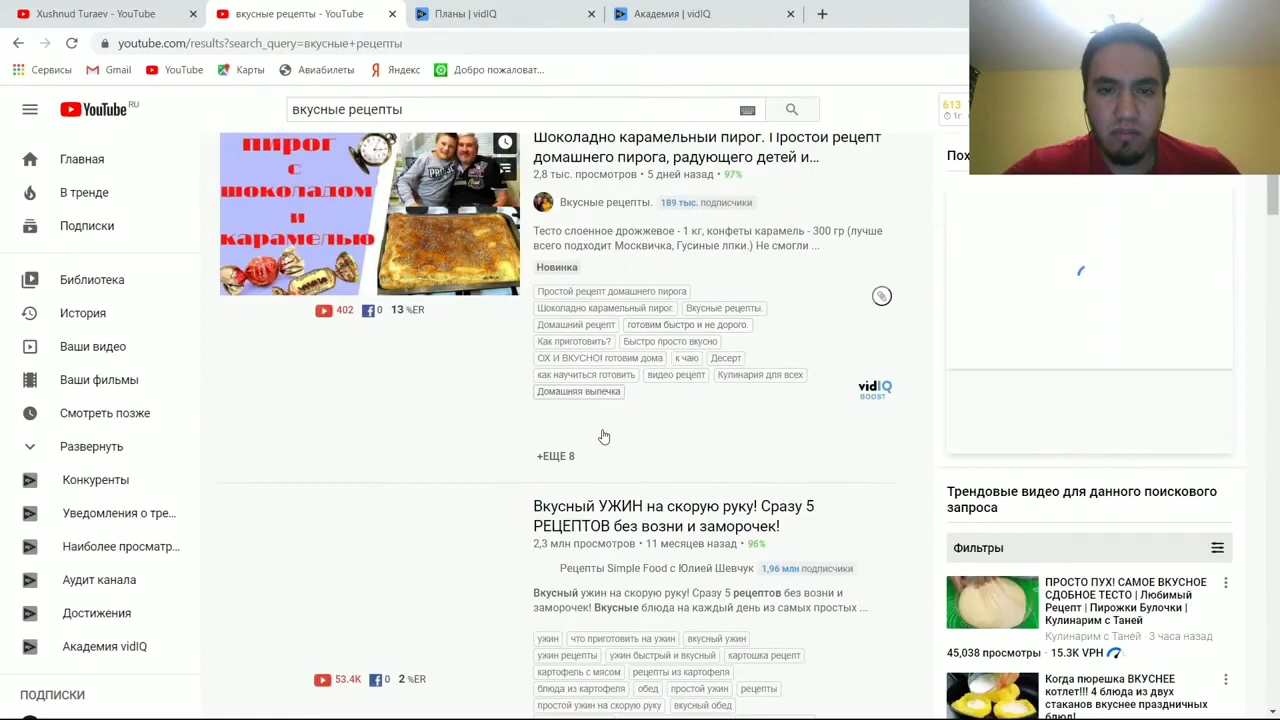 Xushnud Turaev - YouTube
вкусные рецепты - YouTube
Планы | vidIQ
Академия | vidIQ
youtube.com/results?search_query=вкусные+рецепты
Сервисы
Gmail
YouTube
Карты
Авиабилеты
Яндекс
Добро пожаловат...
YouTube RU
вкусные рецепты
613
1г
Главная
В тренде
Подписки
Библиотека
История
Ваши видео
Ваши фильмы
Смотреть позже
Развернуть
Конкуренты
Уведомления о тре...
Наиболее просматр...
Аудит канала
Достижения
Академия vidIQ
ПОДПИСКИ
пирог
с
шоколадом
и
карамелью
402
0
13 %ER
Шоколадно карамельный пирог. Простой рецепт
домашнего пирога, радующего детей и...
2,8 тыс. просмотров • 5 дней назад • 97%
Вкусные рецепты. 189 тыс. подписчики
Тесто слоенное дрожжевое - 1 кг, конфеты карамель - 300 гр (лучше
всего подходит Москвичка, Гусиные лпки.) Не смогли ...
Новинка
Простой рецепт домашнего пирога
Шоколадно карамельный пирог. Вкусные рецепты.
Домашний рецепт готовим быстро и не дорого.
Как приготовить? Быстро просто вкусно
ОХ И ВКУСНО! готовим дома к чаю Десерт
как научиться готовить видео рецепт Кулинария для всех
Домашняя выпечка
vidIQ
BOOST
+ЕЩЕ 8
Вкусный УЖИН на скорую руку! Сразу 5
РЕЦЕПТОВ без возни и заморочек!
2,3 млн просмотров • 11 месяцев назад • 96%
Рецепты Simple Food с Юлией Шевчук 1,96 млн подписчики
Вкусный ужин на скорую руку! Сразу 5 рецептов без возни и
заморочек! Вкусные блюда на каждый день из самых простых ...
ужин что приготовить на ужин вкусный ужин
ужин рецепты ужин быстрый и вкусный картошка рецепт
картофель с мясом рецепты из картофеля
блюда из картофеля обед простой ужин рецепты
простой ужин на скорую руку вкусный обед
53.4K
0
2 %ER
Пох
Трендовые видео для данного поискового
запроса
Фильтры
ПРОСТО ПУХ! САМОЕ ВКУСНОЕ
СДОБНОЕ ТЕСТО | Любимый
Рецепт | Пирожки Булочки |
Кулинарим с Таней
Кулинарим с Таней · 3 часа назад
45,038 просмотры · 15.3K VPH
Когда пюрешка ВКУСНЕЕ
котлет!!! 4 блюда из двух
стаканов вкуснее праздничных
блюд!